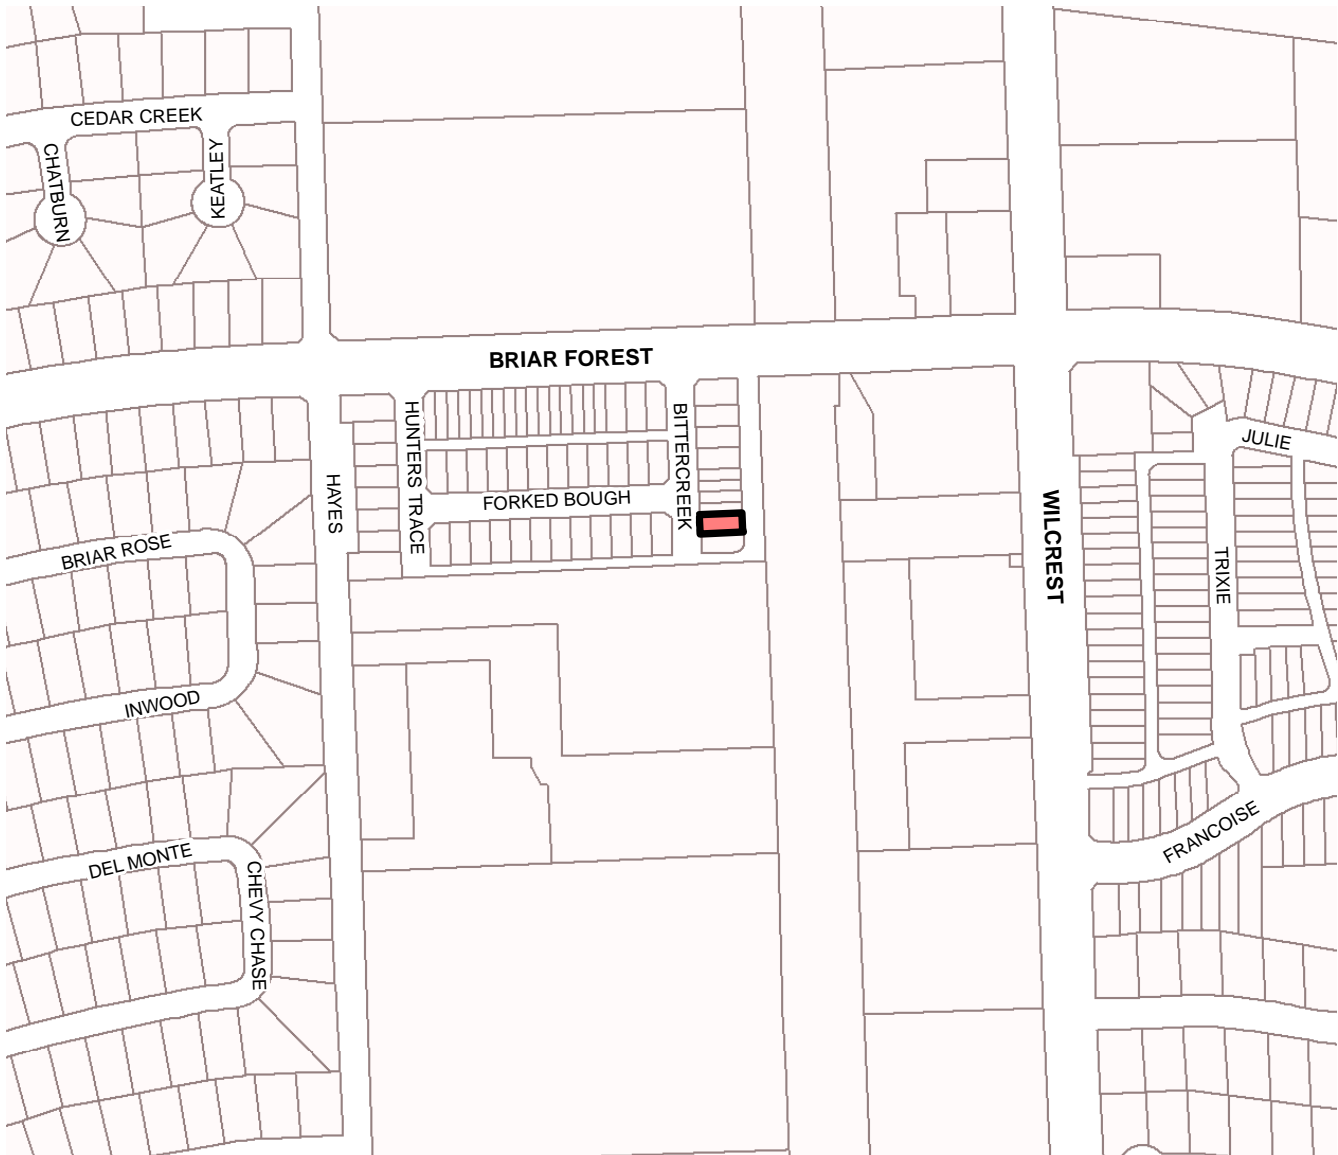 CEDAR CREEK
CHATBURN
KEATLEY
BRIAR FOREST
HUNTERS TRACE
BITTERCREEK
JULIE
HAYES
FORKED BOUGH
WILCREST
BRIAR ROSE
TRIXIE
INWOOD
FRANCOISE
DEL MONTE
CHEVY CHASE